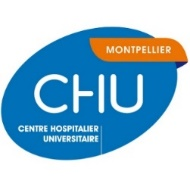 MONTPELLIER
CHU
CENTRE HOSPITALIER
UNIVERSITAIRE